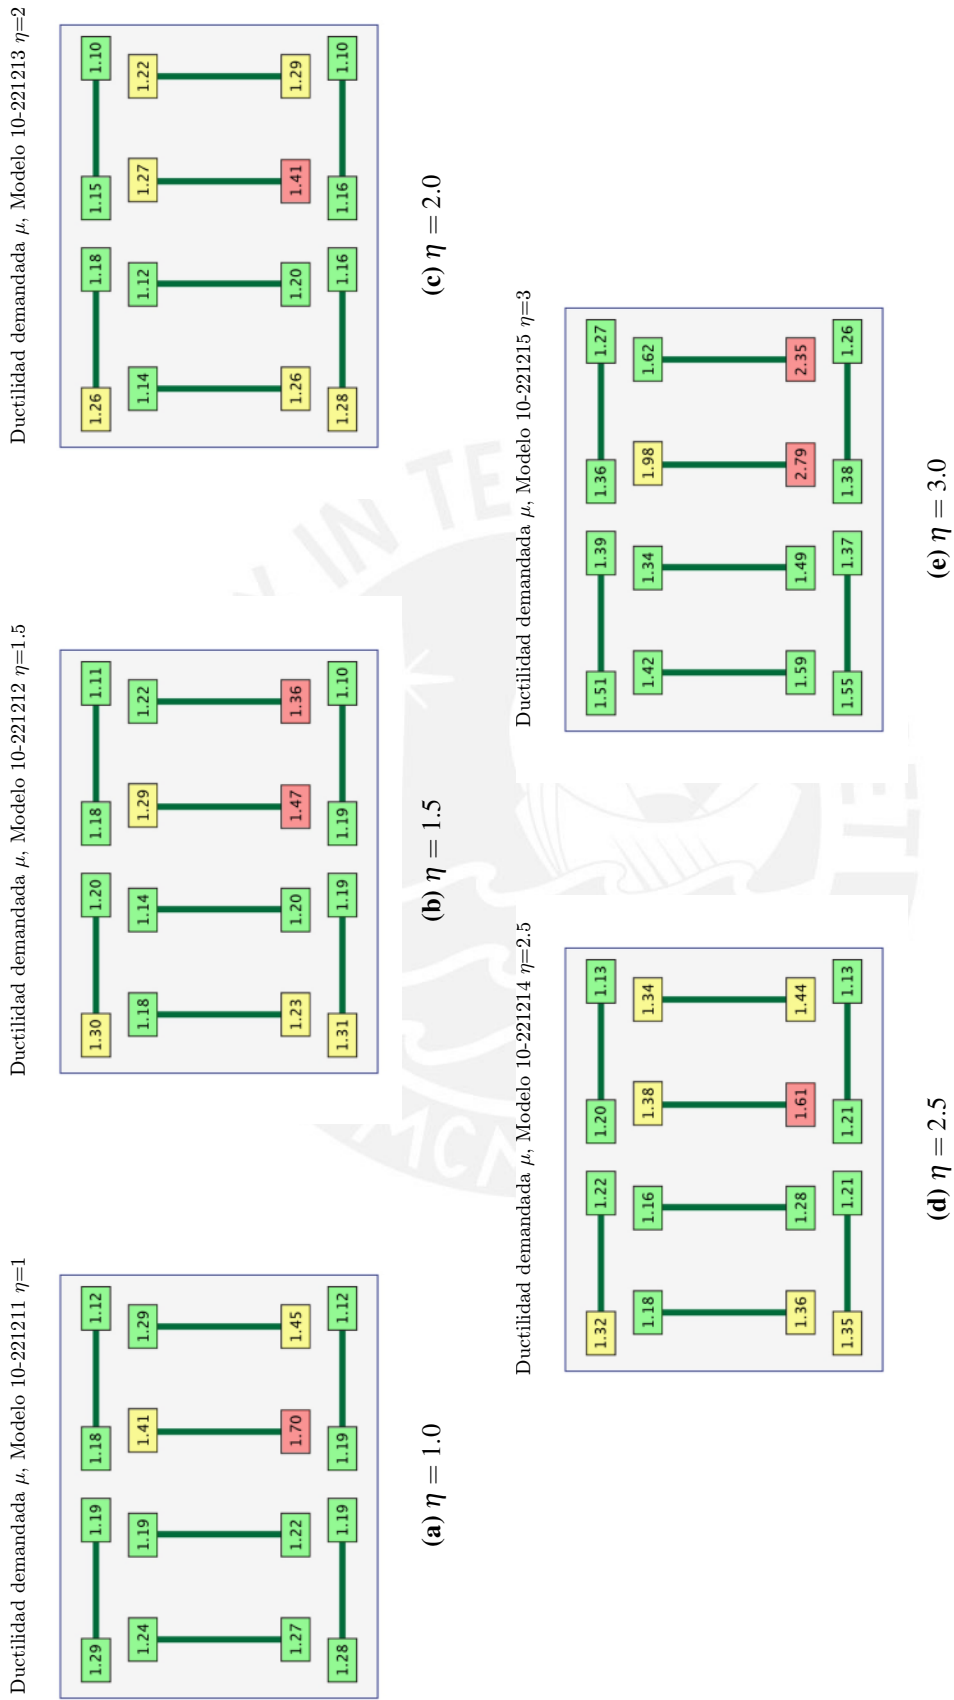 Ductilidad demandada μ, Modelo 10-221211 η=1
1.29 1.19 1.18 1.12
1.24 1.19 1.41 1.29
1.27 1.22 1.70 1.45
1.28 1.19 1.19 1.12
(a) η = 1.0
Ductilidad demandada μ, Modelo 10-221212 η=1.5
1.30 1.20 1.18 1.11
1.18 1.14 1.29 1.22
1.23 1.20 1.47 1.36
1.31 1.19 1.19 1.10
(b) η = 1.5
Ductilidad demandada μ, Modelo 10-221213 η=2
1.26 1.18 1.15 1.10
1.14 1.12 1.27 1.22
1.26 1.20 1.41 1.29
1.28 1.16 1.16 1.10
(c) η = 2.0
Ductilidad demandada μ, Modelo 10-221214 η=2.5
1.32 1.22 1.20 1.13
1.18 1.16 1.38 1.34
1.36 1.28 1.61 1.44
1.35 1.21 1.21 1.13
(d) η = 2.5
Ductilidad demandada μ, Modelo 10-221215 η=3
1.51 1.39 1.36 1.27
1.42 1.34 1.98 1.62
1.59 1.49 2.79 2.35
1.55 1.37 1.38 1.26
(e) η = 3.0
IN TE